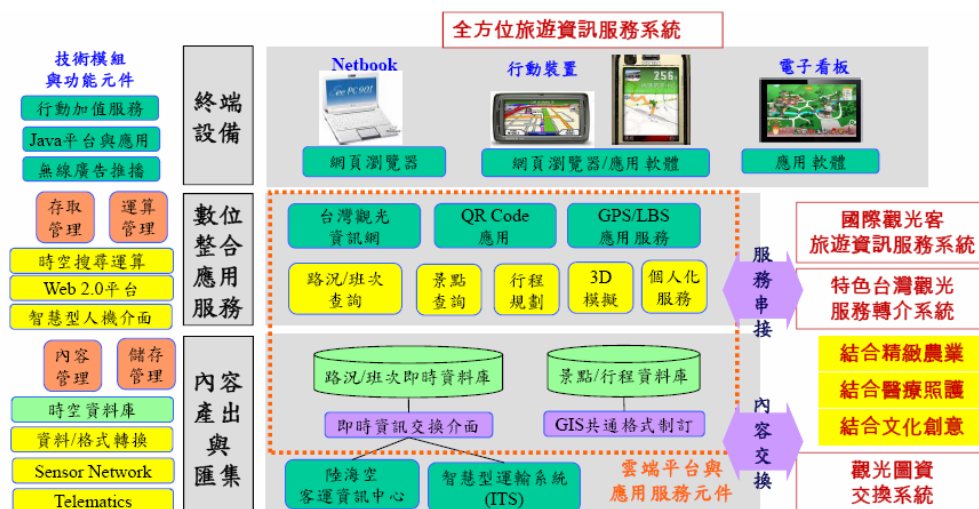 全方位旅遊資訊服務系統
技術模組
與功能元件
行動加值服務
Java平台與應用
無線廣告推播
存取
管理
運算
管理
時空搜尋運算
Web 2.0平台
智慧型人機介面
內容
管理
儲存
管理
時空資料庫
資料/格式轉換
Sensor Network
Telematics
終端
設備
Netbook
行動裝置
電子看板
Eee PC 901
256
網頁瀏覽器
網頁瀏覽器/應用軟體
應用軟體
數位
整合
應用
服務
台灣觀光
資訊網
QR Code
應用
GPS/LBS
應用服務
路況/班次
查詢
景點
查詢
行程
規劃
3D
模擬
個人化
服務
內容
產出
與
匯集
路況/班次即時資料庫
景點/行程資料庫
即時資訊交換介面
GIS共通格式制訂
陸海空
客運資訊中心
智慧型運輸系統
(ITS)
雲端平台與
應用服務元件
服務串接
內容交換
國際觀光客
旅遊資訊服務系統
特色台灣觀光
服務轉介系統
結合精緻農業
結合醫療照護
結合文化創意
觀光圖資
交換系統